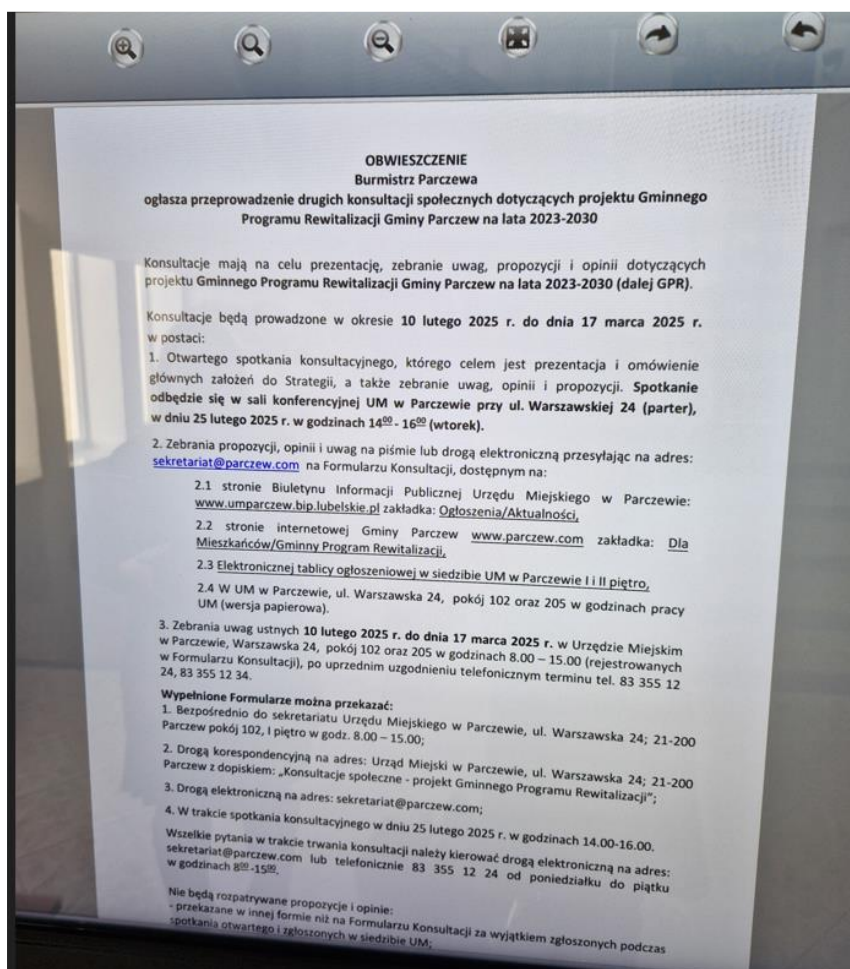 OBWIESZCZENIE
Burmistrz Parczewa
ogłasza przeprowadzenie drugich konsultacji społecznych dotyczących projektu Gminnego
Programu Rewitalizacji Gminy Parczew na lata 2023-2030
Konsultacje mają na celu prezentację, zebranie uwag, propozycji i opinii dotyczących
projektu Gminnego Programu Rewitalizacji Gminy Parczew na lata 2023-2030 (dalej GPR).
Konsultacje będą prowadzone w okresie 10 lutego 2025 r. do dnia 17 marca 2025 r.
w postaci:
1. Otwartego spotkania konsultacyjnego, którego celem jest prezentacja i omówienie
głównych założeń do Strategii, a także zebranie uwag, opinii i propozycji. Spotkanie
odbędzie się w sali konferencyjnej UM w Parczewie przy ul. Warszawskiej 24 (parter),
w dniu 25 lutego 2025 r. w godzinach 14⁰⁰ - 16⁰⁰ (wtorek).
2. Zebrania propozycji, opinii i uwag na piśmie lub drogą elektroniczną przesyłając na adres:
sekretariat@parczew.com na Formularzu Konsultacji, dostępnym na:
2.1 stronie Biuletynu Informacji Publicznej Urzędu Miejskiego w Parczewie:
www.umparczew.bip.lubelskie.pl zakładka: Ogłoszenia/Aktualności,
2.2 stronie internetowej Gminy Parczew www.parczew.com zakładka: Dla
Mieszkańców/Gminny Program Rewitalizacji,
2.3 Elektronicznej tablicy ogłoszeniowej w siedzibie UM w Parczewie I i II piętro,
2.4 W UM w Parczewie, ul. Warszawska 24, pokój 102 oraz 205 w godzinach pracy
UM (wersja papierowa).
3. Zebrania uwag ustnych 10 lutego 2025 r. do dnia 17 marca 2025 r. w Urzędzie Miejskim
w Parczewie, Warszawska 24, pokój 102 oraz 205 w godzinach 8.00 – 15.00 (rejestrowanych
w Formularzu Konsultacji), po uprzednim uzgodnieniu telefonicznym terminu tel. 83 355 12
24, 83 355 12 34.
Wypełnione Formularze można przekazać:
1. Bezpośrednio do sekretariatu Urzędu Miejskiego w Parczewie, ul. Warszawska 24; 21-200
Parczew pokój 102, I piętro w godz. 8.00 – 15.00;
2. Drogą korespondencyjną na adres: Urząd Miejski w Parczewie, ul. Warszawska 24; 21-200
Parczew z dopiskiem: „Konsultacje społeczne - projekt Gminnego Programu Rewitalizacji";
3. Drogą elektroniczną na adres: sekretariat@parczew.com;
4. W trakcie spotkania konsultacyjnego w dniu 25 lutego 2025 r. w godzinach 14.00-16.00.
Wszelkie pytania w trakcie trwania konsultacji należy kierować drogą elektroniczną na adres:
sekretariat@parczew.com lub telefonicznie 83 355 12 24 od poniedziałku do piątku
w godzinach 8⁰⁰-15⁰⁰.
Nie będą rozpatrywane propozycje i opinie:
- przekazane w innej formie niż na Formularzu Konsultacji za wyjątkiem zgłoszonych podczas
spotkania otwartego i zgłoszonych w siedzibie UM;